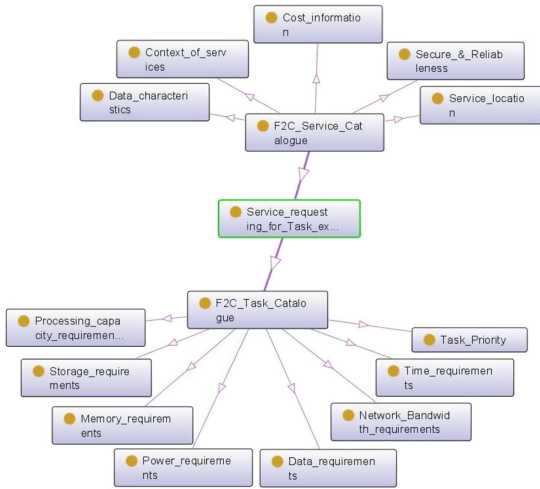 Cost_informatio
n
Context_of_serv
ices
Secure_&_Reliab
leness
Data_characteri
stics
Service_locatio
n
F2C_Service_Cat
alogue
Service_request
ing_for_Task_ex...
F2C_Task_Catalo
gue
Processing_capa
city_requiremen...
Task_Priority
Storage_require
ments
Time_requiremen
ts
Memory_requirem
ents
Network_Bandwid
th_requirements
Power_requireme
nts
Data_requiremen
ts